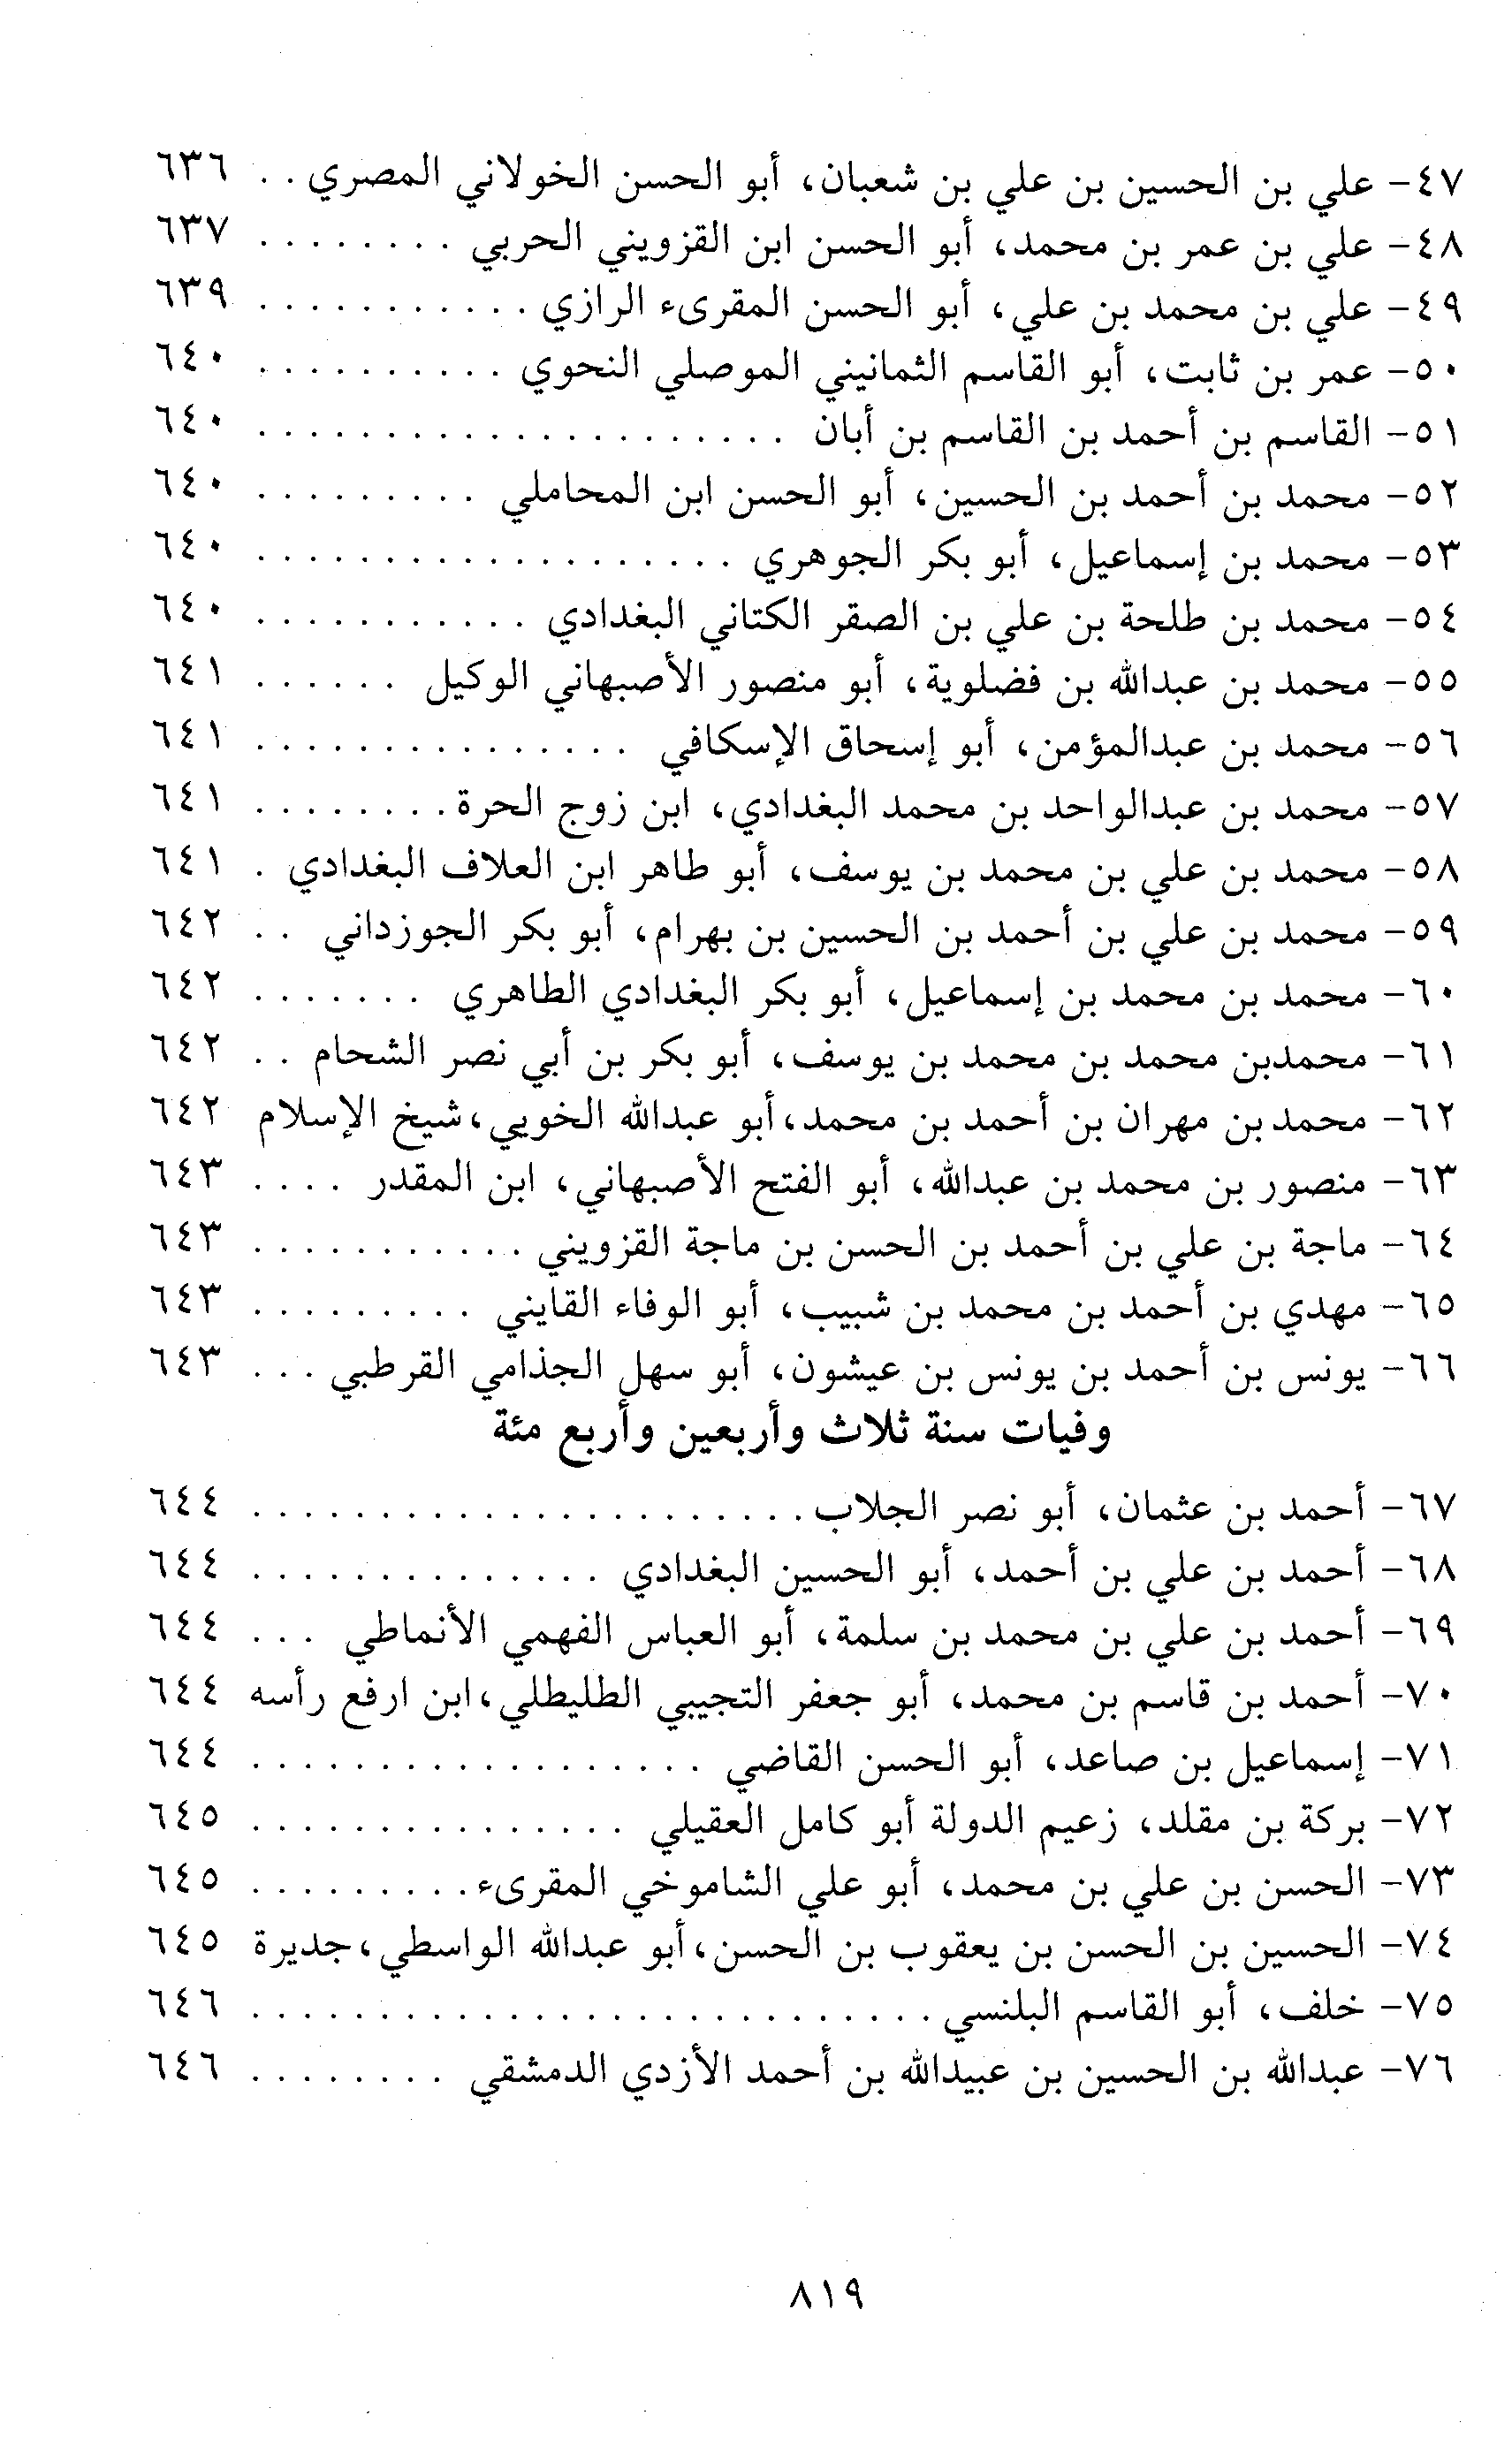 ٤٧- علي بن الحسين بن علي بن شعبان، أبو الحسن الخولاني المصري . . ٦٣٦
٤٨- علي بن عمر بن محمد، أبو الحسن ابن القزويني الحربي . . . . . . . . ٦٣٧
٤٩- علي بن محمد بن علي، أبو الحسن المقرىء الرازي . . . . . . . . . . . ٦٣٩
٥٠- عمر بن ثابت، أبو القاسم الثمانيني الموصلي النحوي . . . . . . . . . . ٦٤٠
٥١- القاسم بن أحمد بن القاسم بن أبان . . . . . . . . . . . . . . . . . . . . . ٦٤٠
٥٢- محمد بن أحمد بن الحسين، أبو الحسن ابن المحاملي . . . . . . . . . ٦٤٠
٥٣- محمد بن إسماعيل، أبو بكر الجوهري . . . . . . . . . . . . . . . . . . . ٦٤٠
٥٤- محمد بن طلحة بن علي بن الصقر الكتاني البغدادي . . . . . . . . . . . ٦٤٠
٥٥- محمد بن عبدالله بن فضلوية، أبو منصور الأصبهاني الوكيل . . . . . . ٦٤١
٥٦- محمد بن عبدالمؤمن، أبو إسحاق الإسكافي . . . . . . . . . . . . . . . ٦٤١
٥٧- محمد بن عبدالواحد بن محمد البغدادي، ابن زوج الحرة . . . . . . . . ٦٤١
٥٨- محمد بن علي بن محمد بن يوسف، أبو طاهر ابن العلاف البغدادي . ٦٤١
٥٩- محمد بن علي بن أحمد بن الحسين بن بهرام، أبو بكر الجوزداني . . ٦٤٢
٦٠- محمد بن محمد بن إسماعيل، أبو بكر البغدادي الطاهري . . . . . . . ٦٤٢
٦١- محمدبن محمد بن محمد بن يوسف، أبو بكر بن أبي نصر الشحام . . ٦٤٢
٦٢- محمدبن مهران بن أحمد بن محمد،أبو عبدالله الخويي،شيخ الإسلام ٦٤٢
٦٣- منصور بن محمد بن عبدالله، أبو الفتح الأصبهاني، ابن المقدر . . . . ٦٤٣
٦٤- ماجة بن علي بن أحمد بن الحسن بن ماجة القزويني . . . . . . . . . . . ٦٤٣
٦٥- مهدي بن أحمد بن محمد بن شبيب، أبو الوفاء القايني . . . . . . . . . ٦٤٣
٦٦- يونس بن أحمد بن يونس بن عيشون، أبو سهل الجذامي القرطبي . . . ٦٤٣
وفيات سنة ثلاث وأربعين وأربع مئة
٦٧- أحمد بن عثمان، أبو نصر الجلاب . . . . . . . . . . . . . . . . . . . . . . ٦٤٤
٦٨- أحمد بن علي بن أحمد، أبو الحسين البغدادي . . . . . . . . . . . . . . ٦٤٤
٦٩- أحمد بن علي بن محمد بن سلمة، أبو العباس الفهمي الأنماطي . . . ٦٤٤
٧٠- أحمد بن قاسم بن محمد، أبو جعفر التجيبي الطليطلي،ابن ارفع رأسه ٦٤٤
٧١- إسماعيل بن صاعد، أبو الحسن القاضي . . . . . . . . . . . . . . . . . . ٦٤٤
٧٢- بركة بن مقلد، زعيم الدولة أبو كامل العقيلي . . . . . . . . . . . . . . . ٦٤٥
٧٣- الحسن بن علي بن محمد، أبو علي الشاموخي المقرىء . . . . . . . . . ٦٤٥
٧٤- الحسين بن الحسن بن يعقوب بن الحسن،أبو عبدالله الواسطي،جديرة ٦٤٥
٧٥- خلف، أبو القاسم البلنسي . . . . . . . . . . . . . . . . . . . . . . . . . . . ٦٤٦
٧٦- عبدالله بن الحسين بن عبيدالله بن أحمد الأزدي الدمشقي . . . . . . . . ٦٤٦
٨١٩